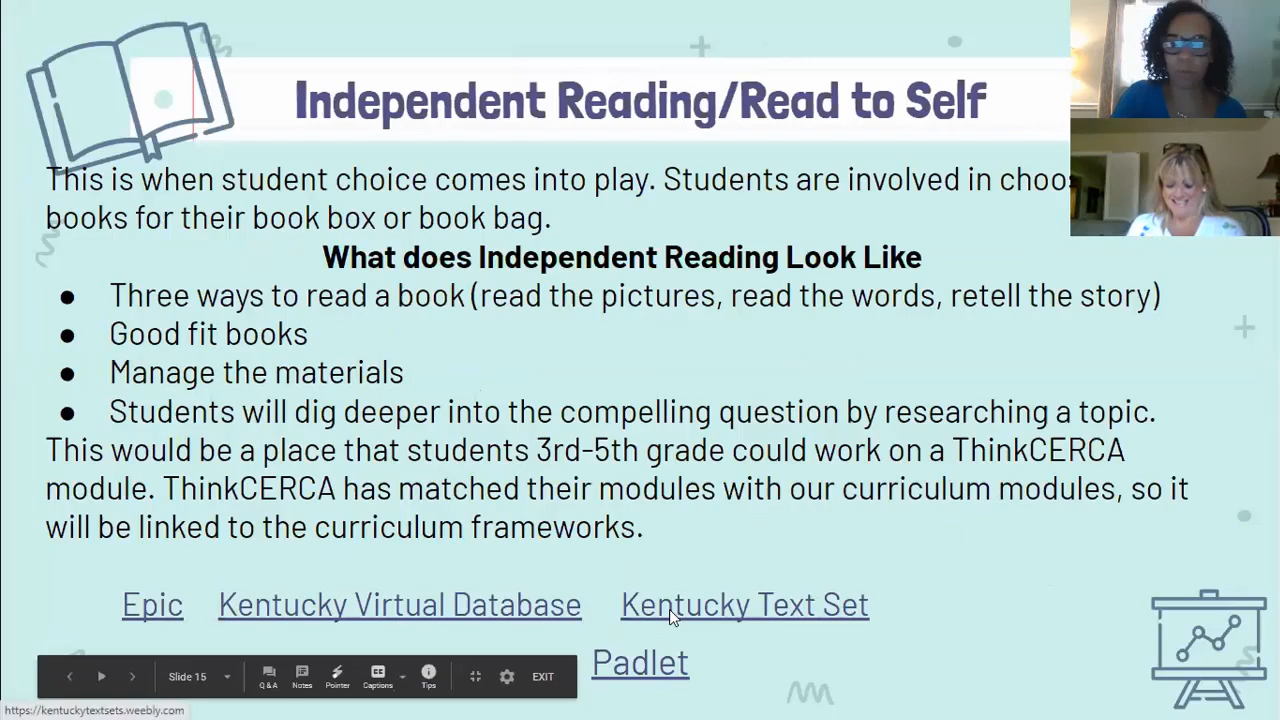 Independent Reading/Read to Self
This is when student choice comes into play. Students are involved in
books for their book box or book bag.
What does Independent Reading Look Like
● Three ways to read a book (read the pictures, read the words, retell the story)
● Good fit books
● Manage the materials
● Students will dig deeper into the compelling question by researching a topic.
This would be a place that students 3rd-5th grade could work on a ThinkCERCA
module. ThinkCERCA has matched their modules with our curriculum modules, so it
will be linked to the curriculum frameworks.
Epic Kentucky Virtual Database Kentucky Text Set
Padlet
Slide 15 Q & A Notes Pointer Captions Tips EXIT
https://kentuckytextsets.weebly.com